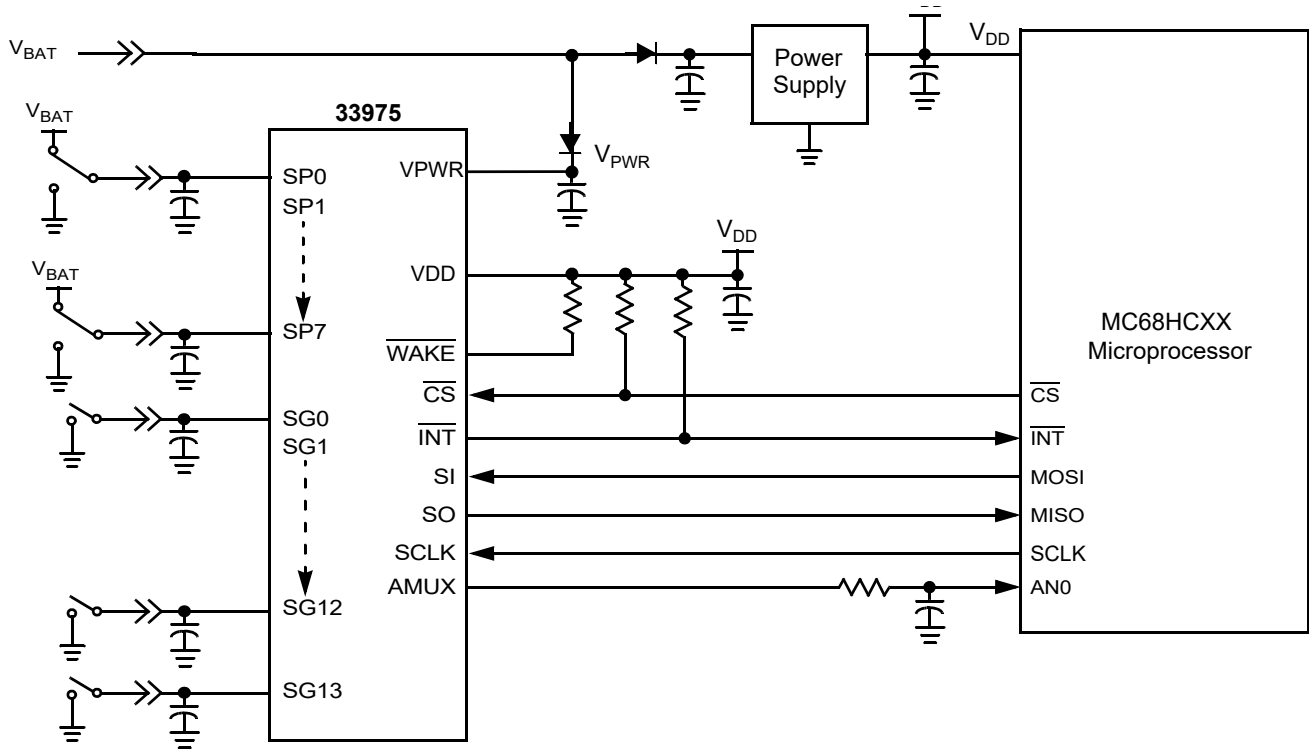 VBAT
Power
Supply
DD
VDD
33975
VBAT
VPWR
VPWR
SP0
SP1
VDD
VDD
VBAT
SP7
WAKE
CS
CS
SG0
INT
INT
SG1
SI
MOSI
SO
MISO
SCLK
SCLK
AMUX
AN0
SG12
SG13
MC68HCXX
Microprocessor